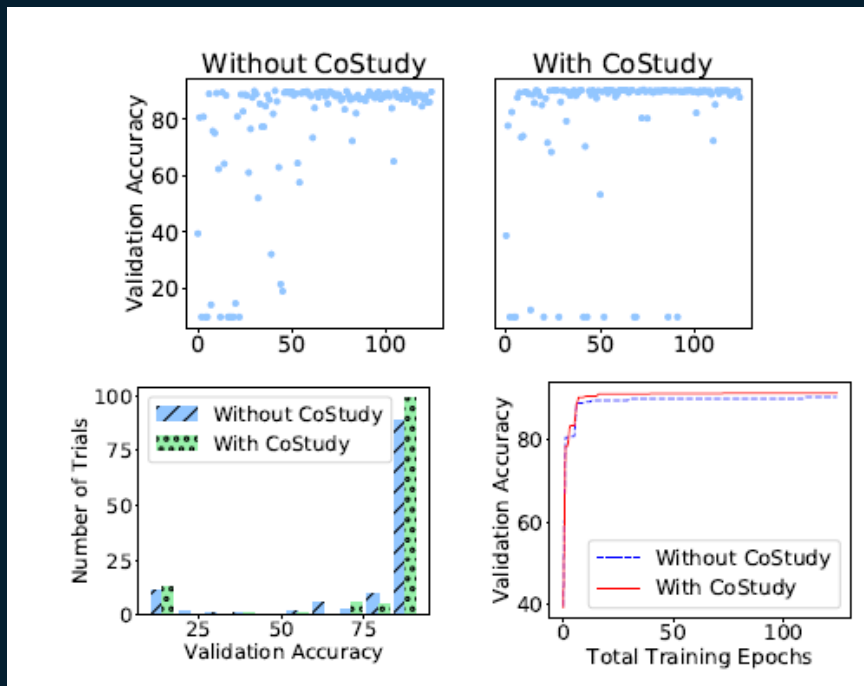 Without CoStudy
With CoStudy
Validation Accuracy
80
60
40
20
0
50
100
0
50
100
Number of Trials
100
75
50
25
0
Without CoStudy
With CoStudy
25
50
75
Validation Accuracy
Validation Accuracy
80
60
40
Without CoStudy
With CoStudy
0
50
100
Total Training Epochs